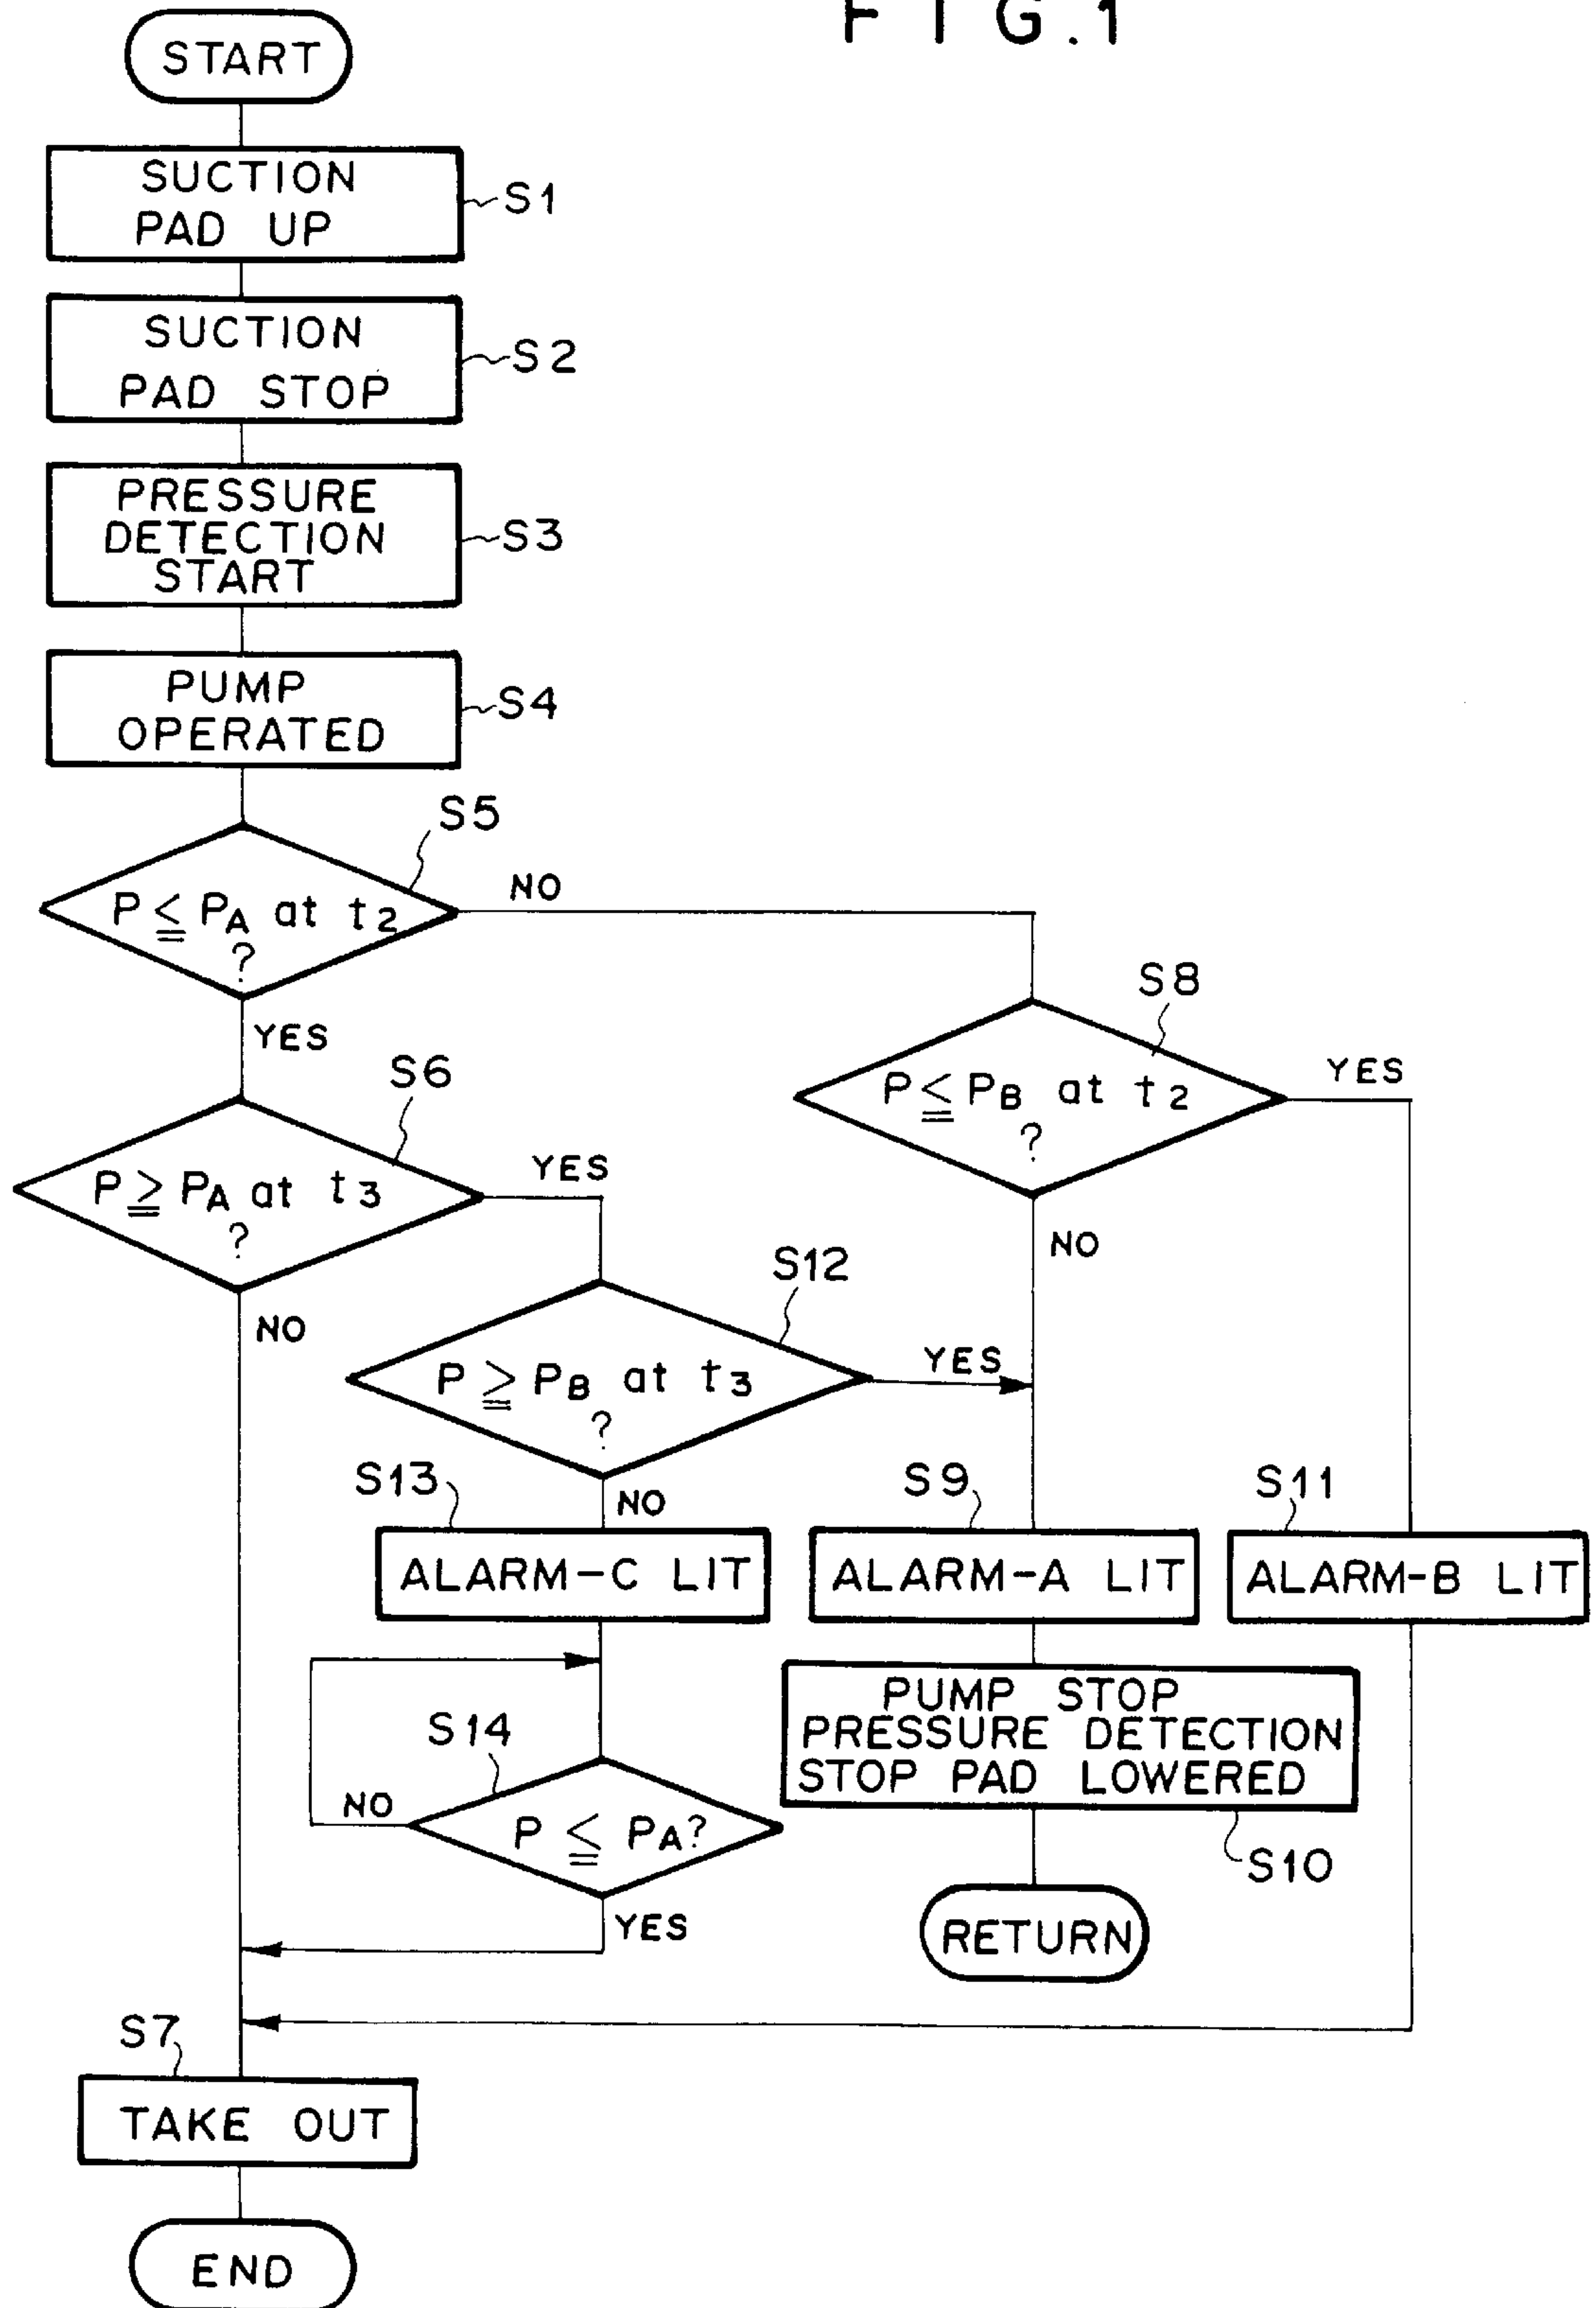 FIG.1
START
SUCTION
PAD UP
S1
SUCTION
PAD STOP
S2
PRESSURE
DETECTION
START
S3
PUMP
OPERATED
S4
S5
P ≦ PA at t2
?
NO
YES
S8
P ≦ PB at t2
?
YES
NO
S6
P ≧ PA at t3
?
YES
NO
S12
P ≧ PB at t3
?
YES
NO
S13
ALARM-C LIT
S9
ALARM-A LIT
S11
ALARM-B LIT
PUMP STOP
PRESSURE DETECTION
STOP PAD LOWERED
S10
S14
P ≦ PA?
NO
YES
RETURN
S7
TAKE OUT
END